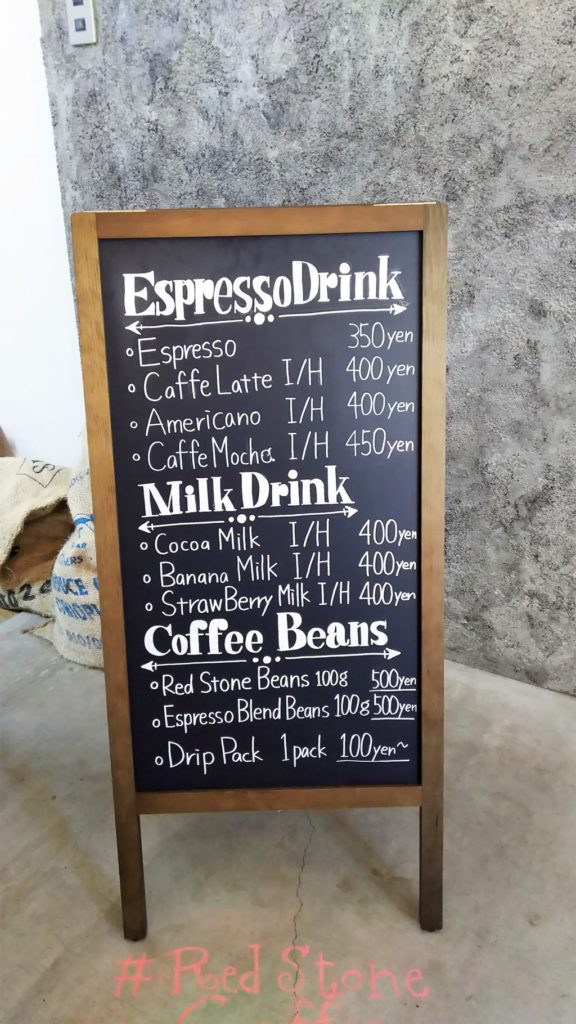 EspressoDrink
Espresso 350yen
Caffe Latte I/H 400yen
Americano I/H 400yen
Caffe Mocha I/H 450yen
Milk Drink
Cocoa Milk I/H 400yen
Banana Milk I/H 400yen
StrawBerry Milk I/H 400yen
Coffee Beans
Red Stone Beans 100g 500yen
Espresso Blend Beans 100g 500yen
Drip Pack 1pack 100yen~
# Red Stone